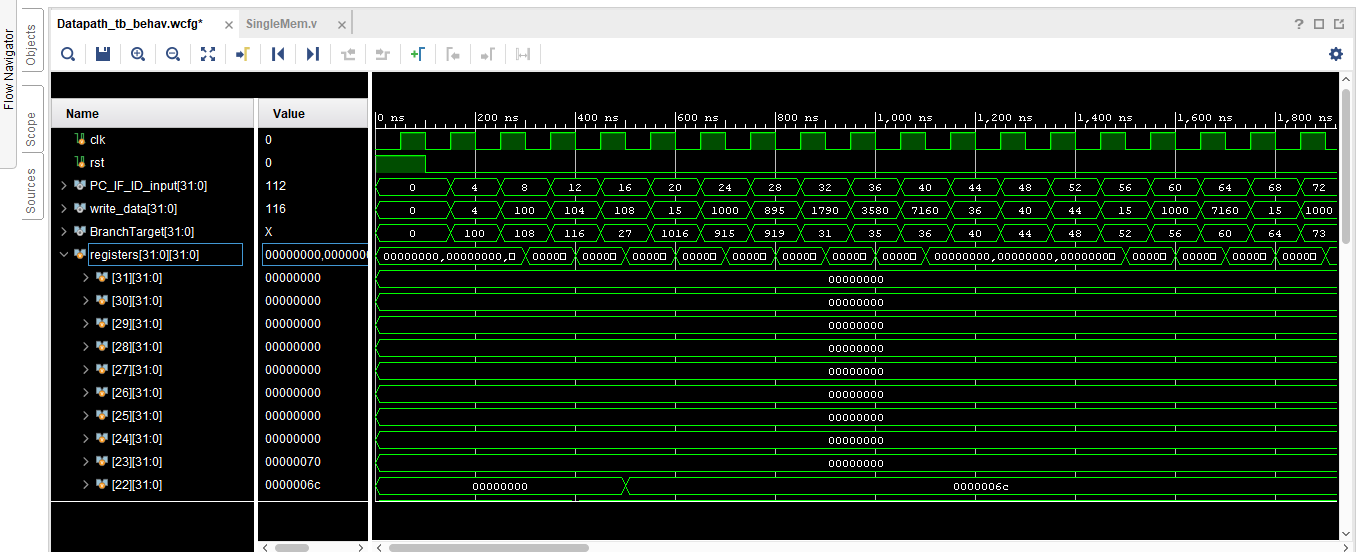 Flow Navigator
Objects
Scope
Sources
Datapath_tb_behav.wcfg* × SingleMem.v ×
? 
Name Value
0 ns 200 ns 400 ns 600 ns 800 ns 1,000 ns 1,200 ns 1,400 ns 1,600 ns 1,800 ns
clk 0
rst 0
PC_IF_ID_input[31:0] 112 0 4 8 12 16 20 24 28 32 36 40 44 48 52 56 60 64 68 72
write_data[31:0] 116 0 4 100 104 108 15 1000 895 1790 3580 7160 36 40 44 15 1000 7160 15 1000
BranchTarget[31:0] X 0 100 108 116 27 1016 915 919 31 35 36 40 44 48 52 56 60 64 73
registers[31:0][31:0] 00000000,0000000 00000000,00000000,□ 0000□ 0000□ 0000□ 0000□ 0000□ 0000□ 0000□ 0000□ 00000000,00000000,0000000□ 0000□ 0000□ 0000□ 0000□
[31][31:0] 00000000 00000000
[30][31:0] 00000000 00000000
[29][31:0] 00000000 00000000
[28][31:0] 00000000 00000000
[27][31:0] 00000000 00000000
[26][31:0] 00000000 00000000
[25][31:0] 00000000 00000000
[24][31:0] 00000000 00000000
[23][31:0] 00000070 00000000
[22][31:0] 0000006c 00000000 0000006c